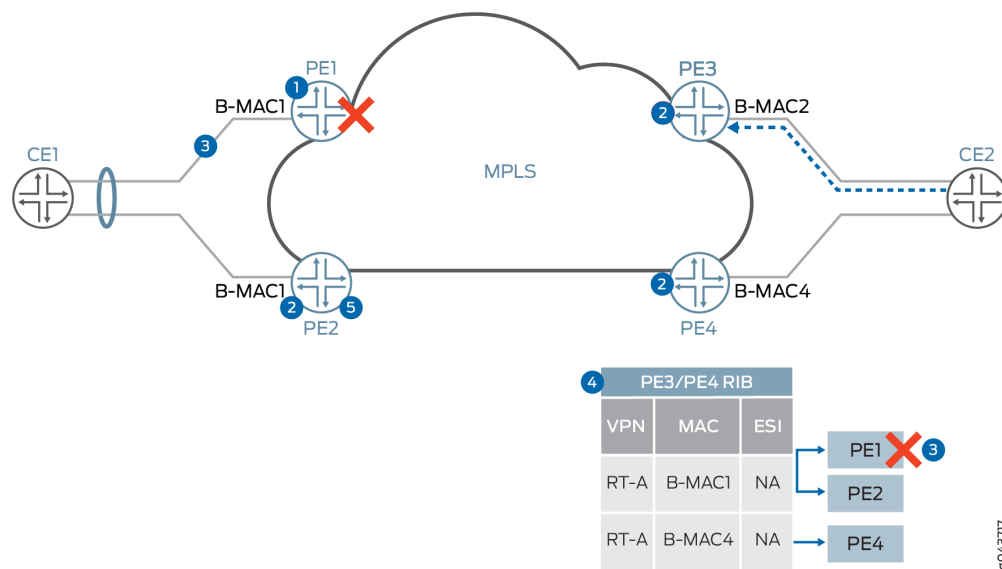 PE1
1
B-MAC1
3
CE1
MPLS
PE3
2
B-MAC2
CE2
B-MAC1
2
5
PE2
2
B-MAC4
PE4
4
PE3/PE4 RIB
VPN MAC ESI
RT-A B-MAC1 NA
RT-A B-MAC4 NA
PE1
3
PE2
PE4